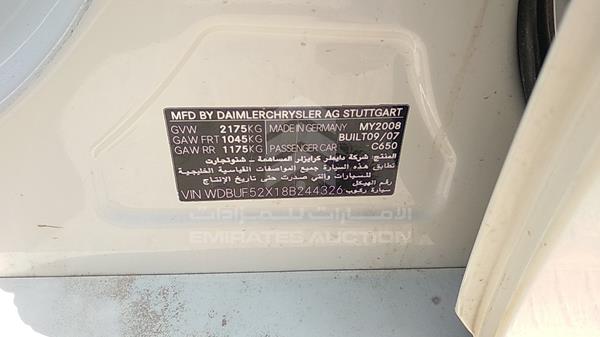 MFD BY DAIMLERCHRYSLER AG STUTTGART
GVW 2175KG MADE IN GERMANY MY2008
GAW FRT 1045KG BUILT09/07
GAW RR 1175KG PASSENGER CAR C650
المنتج: شركة دايملر كرايزلر المساهمة - شتوتجارت
تطابق هذه السيارة جميع المواصفات القياسية الخليجية
للسيارات والتي صدرت حتى تاريخ الإنتاج
رقم الهيكل
سيارة ركوب
VIN WDBUF52X18B244326
الإمارات للمزادات
EMIRATES AUCTION